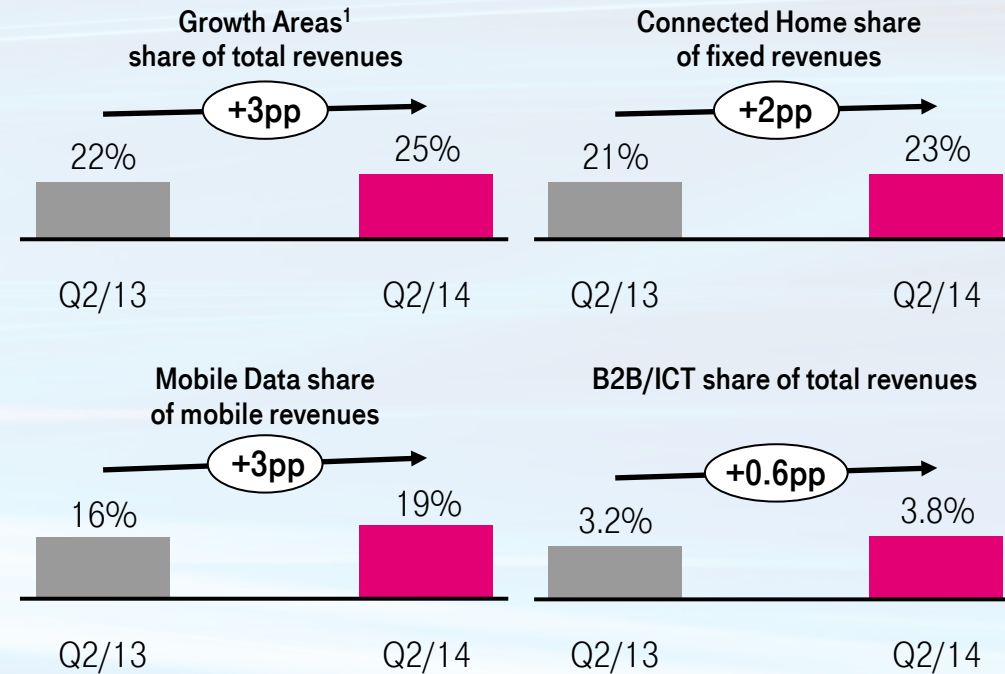 Growth Areas1
share of total revenues
+3pp
22%
25%
Q2/13
Q2/14
Connected Home share
of fixed revenues
+2pp
21%
23%
Q2/13
Q2/14
Mobile Data share
of mobile revenues
+3pp
16%
19%
Q2/13
Q2/14
B2B/ICT share of total revenues
+0.6pp
3.2%
3.8%
Q2/13
Q2/14